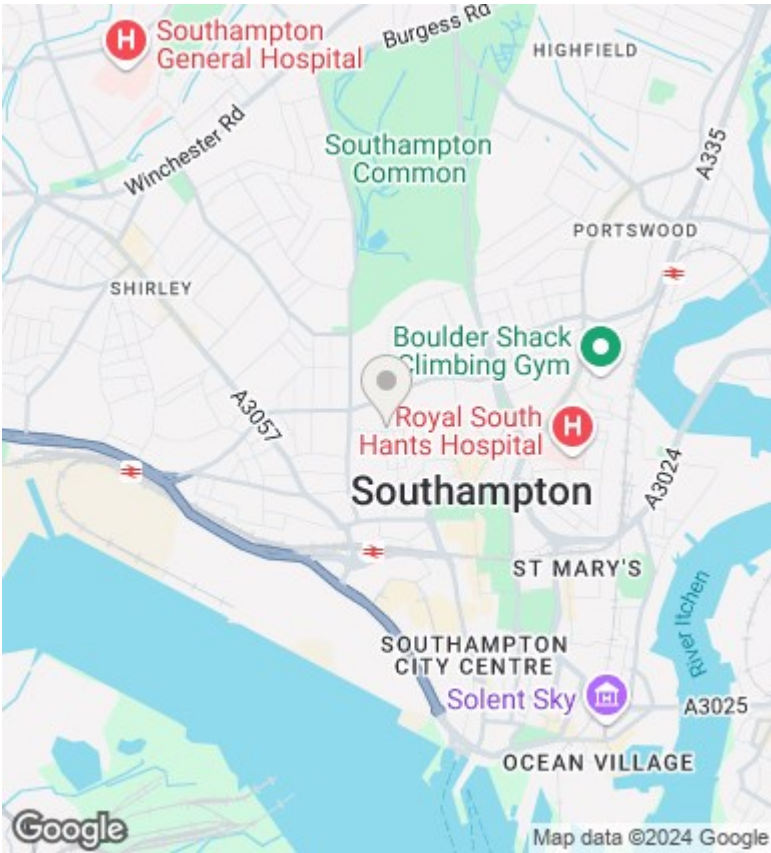 Southampton
General Hospital
Burgess Rd
HIGHFIELD
Winchester Rd
Southampton
Common
A335
PORTSWOOD
SHIRLEY
Boulder Shack
Climbing Gym
A3057
Royal South
Hants Hospital
A3024
Southampton
ST MARY'S
River Itchen
SOUTHAMPTON
CITY CENTRE
Solent Sky
A3025
OCEAN VILLAGE
Google
Map data ©2024 Google